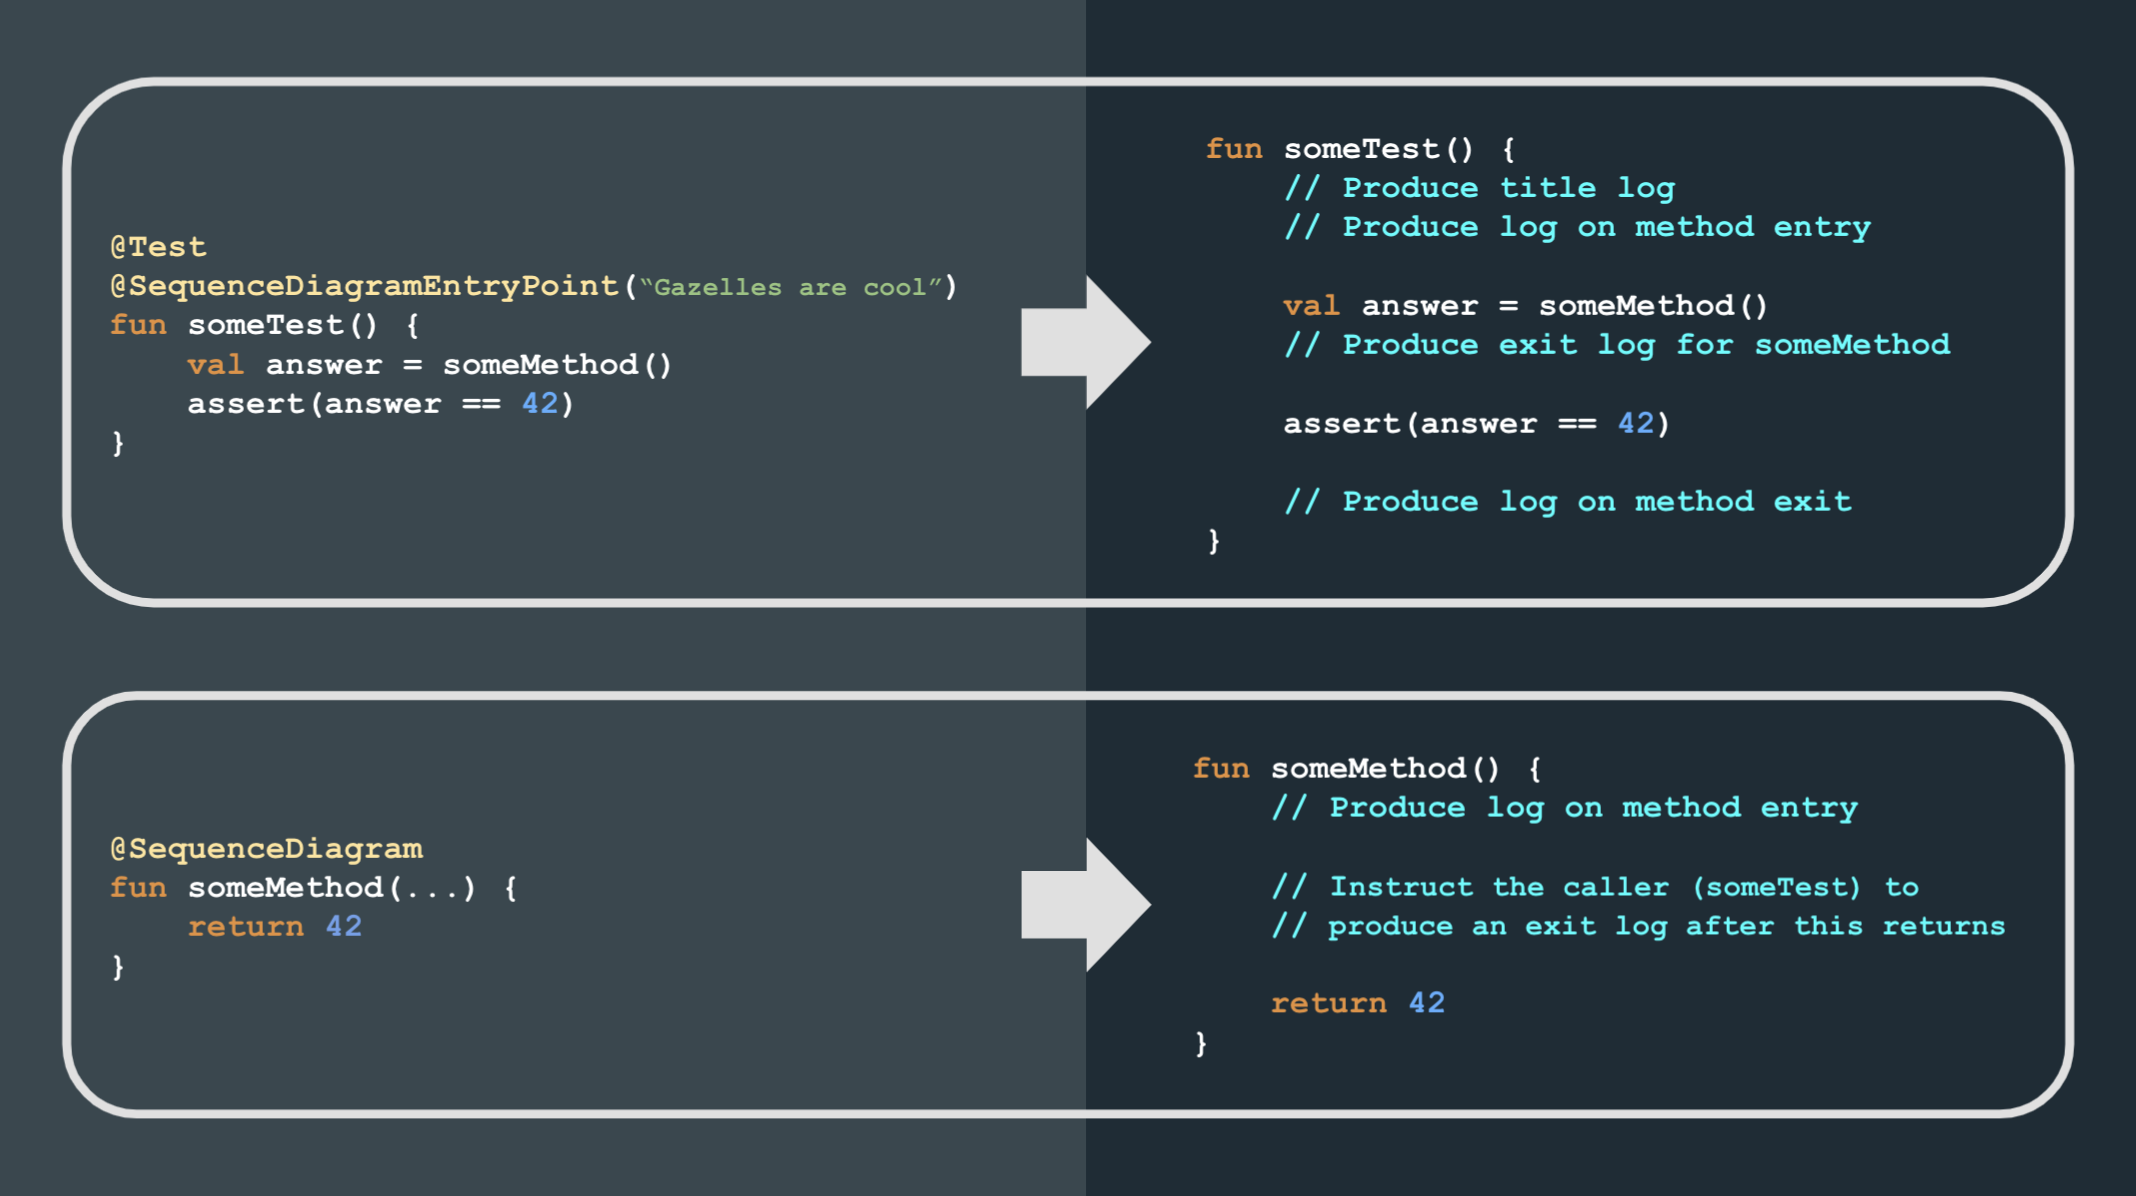 @Test
@SequenceDiagramEntryPoint(“Gazelles are cool”)
fun someTest() {
    val answer = someMethod()
    assert(answer == 42)
}
fun someTest() {
    // Produce title log
    // Produce log on method entry
    val answer = someMethod()
    // Produce exit log for someMethod
    assert(answer == 42)
    // Produce log on method exit
}
@SequenceDiagram
fun someMethod(...) {
    return 42
}
fun someMethod() {
    // Produce log on method entry
    // Instruct the caller (someTest) to
    // produce an exit log after this returns
    return 42
}